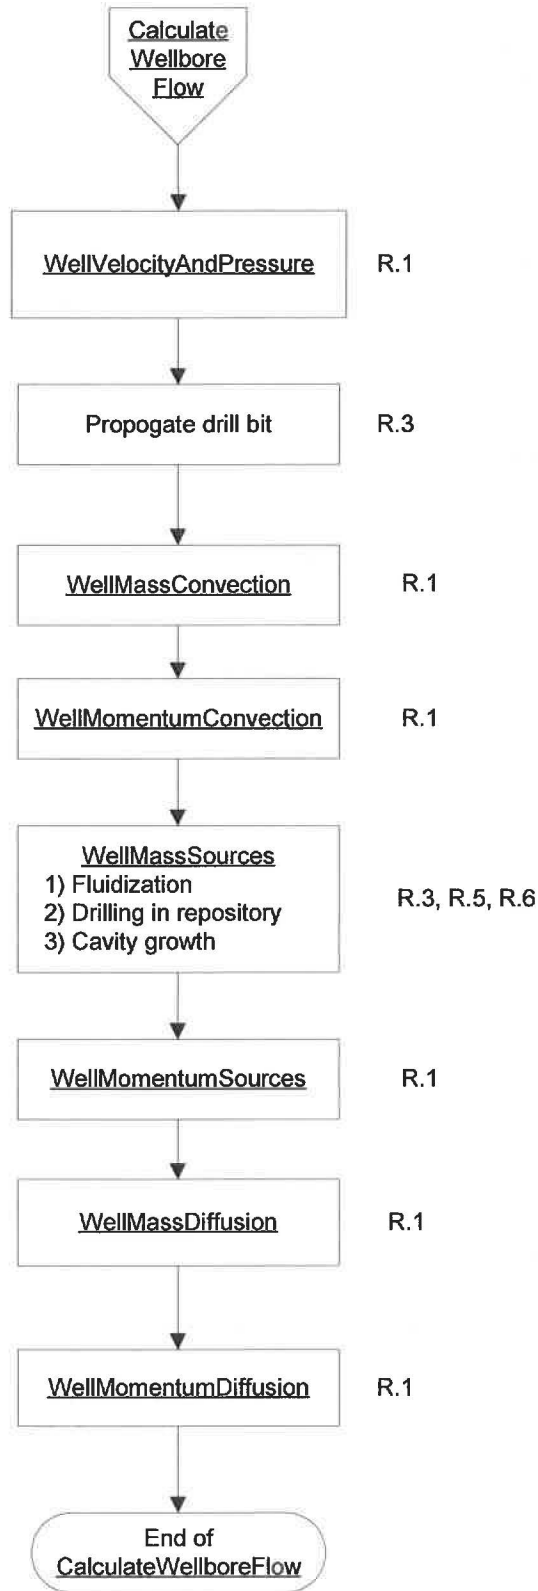 Calculate
Wellbore
Flow
WellVelocityAndPressure R.1
Propogate drill bit R.3
WellMassConvection R.1
WellMomentumConvection R.1
WellMassSources
1) Fluidization
2) Drilling in repository R.3, R.5, R.6
3) Cavity growth
WellMomentumSources R.1
WellMassDiffusion R.1
WellMomentumDiffusion R.1
End of
CalculateWellboreFlow